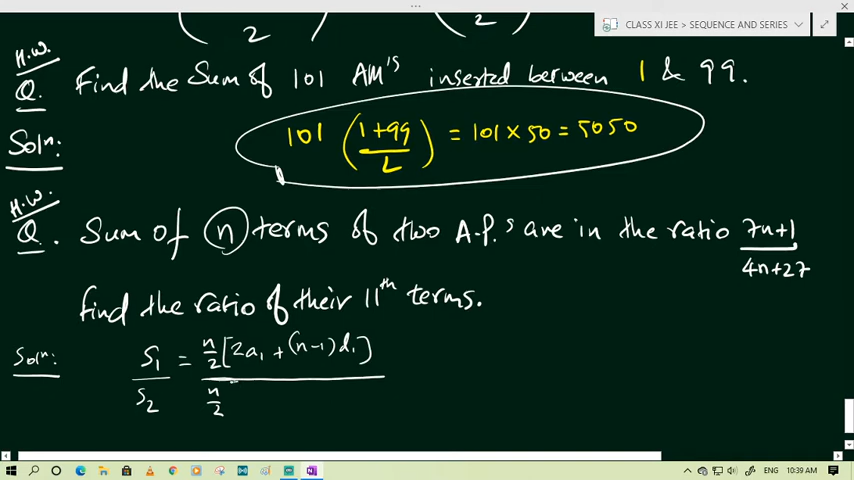 CLASS XI JEE > SEQUENCE AND SERIES
2 2
H.W.
Q. Find the Sum of 101 AM's inserted between 1 & 99.
Soln: 101 (1+99/2) = 101 × 50 = 5050
H.W.
Q. Sum of n terms of two A.P.s are in the ratio 7n+1/4n+27
find the ratio of their 11th terms.
Soln: S1/S2 = n/2[2a1+(n-1)d1]/n/2
ENG 10:39 AM